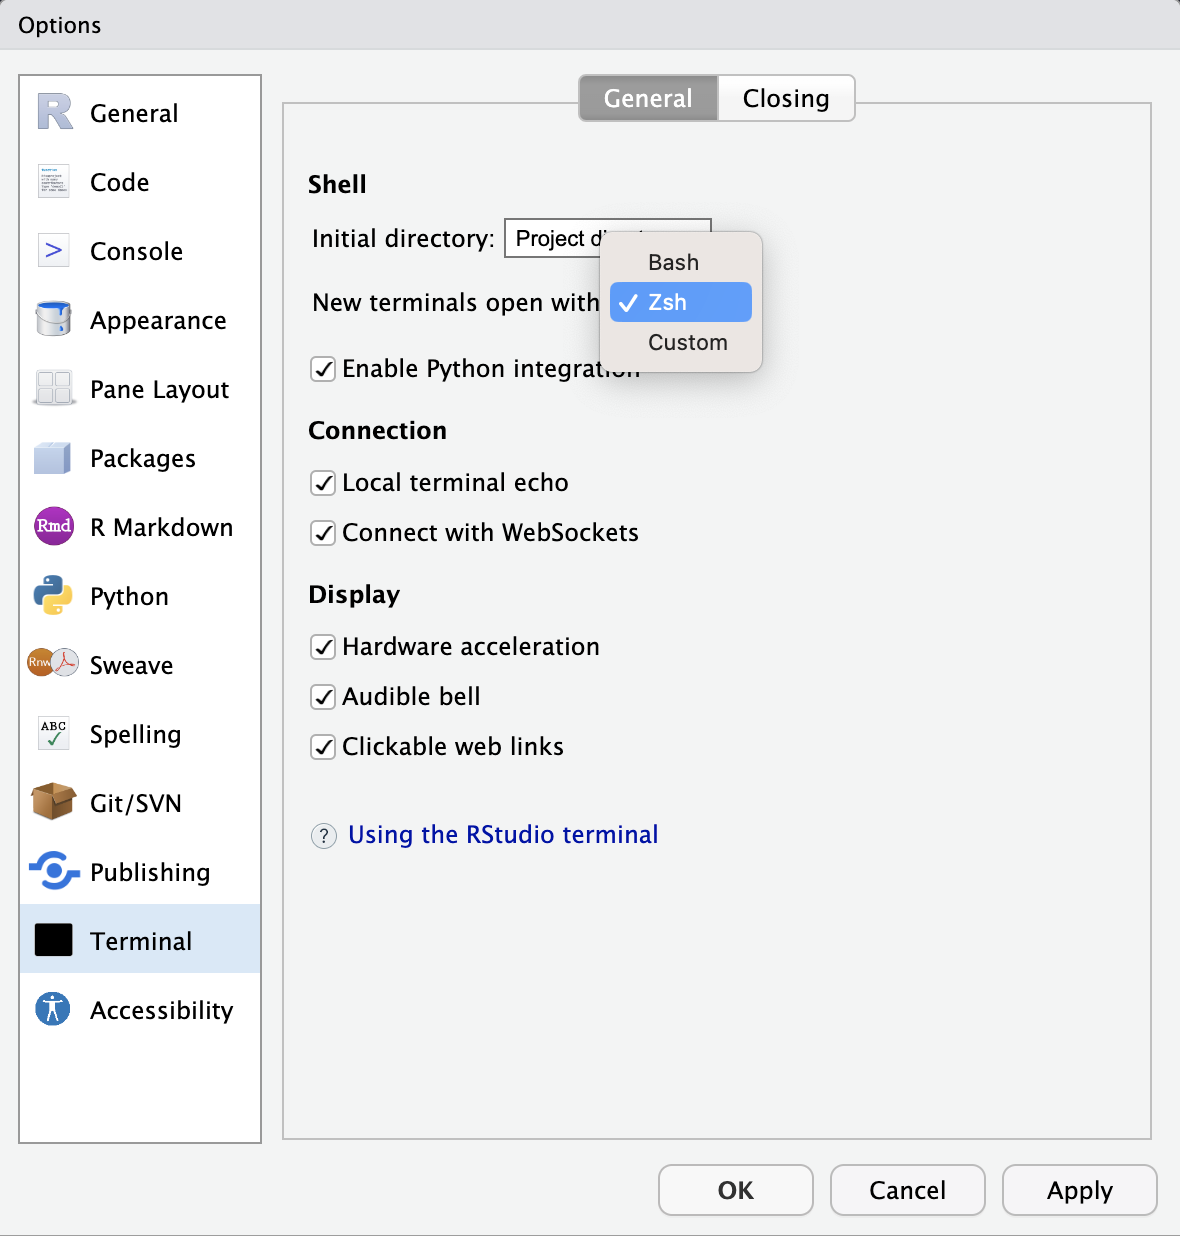 Options
General
Code
Console
Appearance
Pane Layout
Packages
Rmd
R Markdown
Python
Rnw
Sweave
ABC
Spelling
Git/SVN
Publishing
Terminal
Accessibility
General
Closing
Shell
Initial directory:
Project
New terminals open with
Bash
Zsh
Custom
Enable Python integration
Connection
Local terminal echo
Connect with WebSockets
Display
Hardware acceleration
Audible bell
Clickable web links
? Using the RStudio terminal
OK
Cancel
Apply